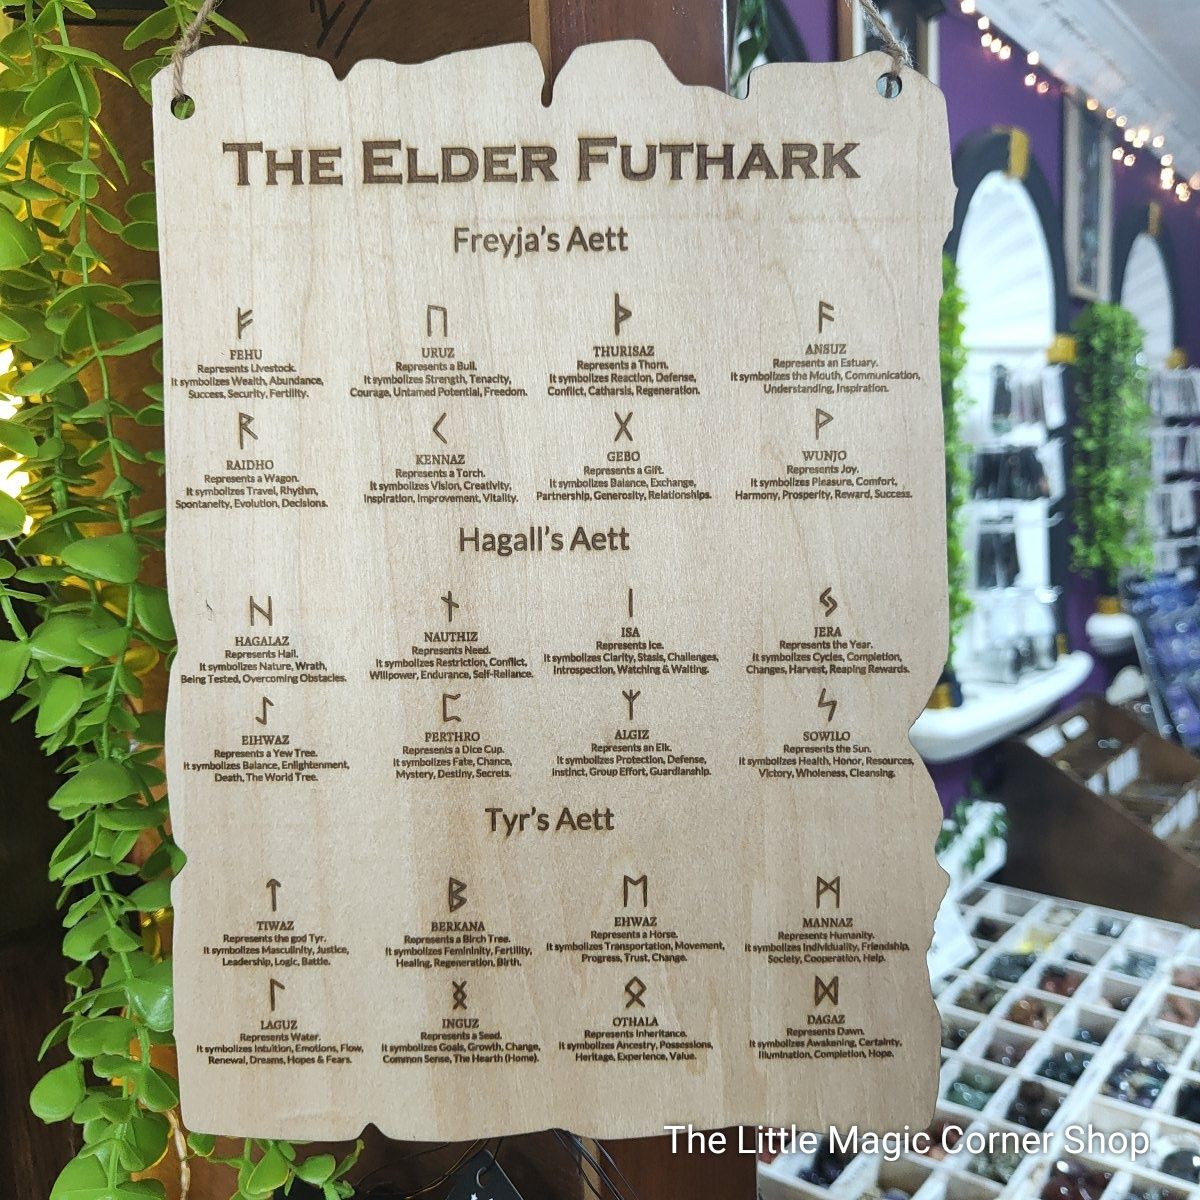 THE ELDER FUTHARK
Freyja's Aett
ᚠ ᚢ ᚦ ᚨ
FEHU
Represents Livestock.
It symbolizes Wealth, Abundance,
Success, Security, Fertility.
URUZ
Represents a Bull.
It symbolizes Strength, Tenacity,
Courage, Untamed Potential, Freedom.
THURISAZ
Represents a Thorn.
It symbolizes Reaction, Defense,
Conflict, Catharsis, Regeneration.
ANSUZ
Represents an Estuary.
It symbolizes the Mouth, Communication,
Understanding, Inspiration.
ᚱ ᚲ ᚷ ᚹ
RAIDHO
Represents a Wagon.
It symbolizes Travel, Rhythm,
Spontaneity, Evolution, Decisions.
KENNAZ
Represents a Torch.
It symbolizes Vision, Creativity,
Inspiration, Improvement, Vitality.
GEBO
Represents a Gift.
It symbolizes Balance, Exchange,
Partnership, Generosity, Relationships.
WUNJO
Represents Joy.
It symbolizes Pleasure, Comfort,
Harmony, Prosperity, Reward, Success.
Hagall's Aett
ᚺ ᚾ ᛁ ᛃ
HAGALAZ
Represents Hail.
It symbolizes Nature, Wrath,
Being Tested, Overcoming Obstacles.
NAUTHIZ
Represents Need.
It symbolizes Restriction, Conflict,
Willpower, Endurance, Self-Reliance.
ISA
Represents Ice.
It symbolizes Clarity, Stasis, Challenges,
Introspection, Watching & Waiting.
JERA
Represents the Year.
It symbolizes Cycles, Completion,
Changes, Harvest, Reaping Rewards.
ᛇ ᛈ ᛉ ᛊ
EIHWAZ
Represents a Yew Tree.
It symbolizes Balance, Enlightenment,
Death, The World Tree.
PERTHRO
Represents a Dice Cup.
It symbolizes Fate, Chance,
Mystery, Destiny, Secrets.
ALGIZ
Represents an Elk.
It symbolizes Protection, Defense,
Instinct, Group Effort, Guardianship.
SOWILO
Represents the Sun.
It symbolizes Health, Honor, Resources,
Victory, Wholeness, Cleansing.
Tyr's Aett
ᛏ ᛒ ᛖ ᛗ
TIWAZ
Represents the god Tyr.
It symbolizes Masculinity, Justice,
Leadership, Logic, Battle.
BERKANA
Represents a Birch Tree.
It symbolizes Femininity, Fertility,
Healing, Regeneration, Birth.
EHWAZ
Represents a Horse.
It symbolizes Transportation, Movement,
Progress, Trust, Change.
MANNAZ
Represents Humanity.
It symbolizes Individuality, Friendship,
Society, Cooperation, Help.
ᛚ ᛝ ᛟ ᛞ
LAGUZ
Represents Water.
It symbolizes Intuition, Emotions, Flow,
Renewal, Dreams, Hopes & Fears.
INGUZ
Represents a Seed.
It symbolizes Goals, Growth, Change,
Common Sense, The Hearth (Home).
OTHALA
Represents Inheritance.
It symbolizes Ancestry, Possessions,
Heritage, Experience, Value.
DAGAZ
Represents Dawn.
It symbolizes Awakening, Certainty,
Illumination, Completion, Hope.
The Little Magic Corner Shop